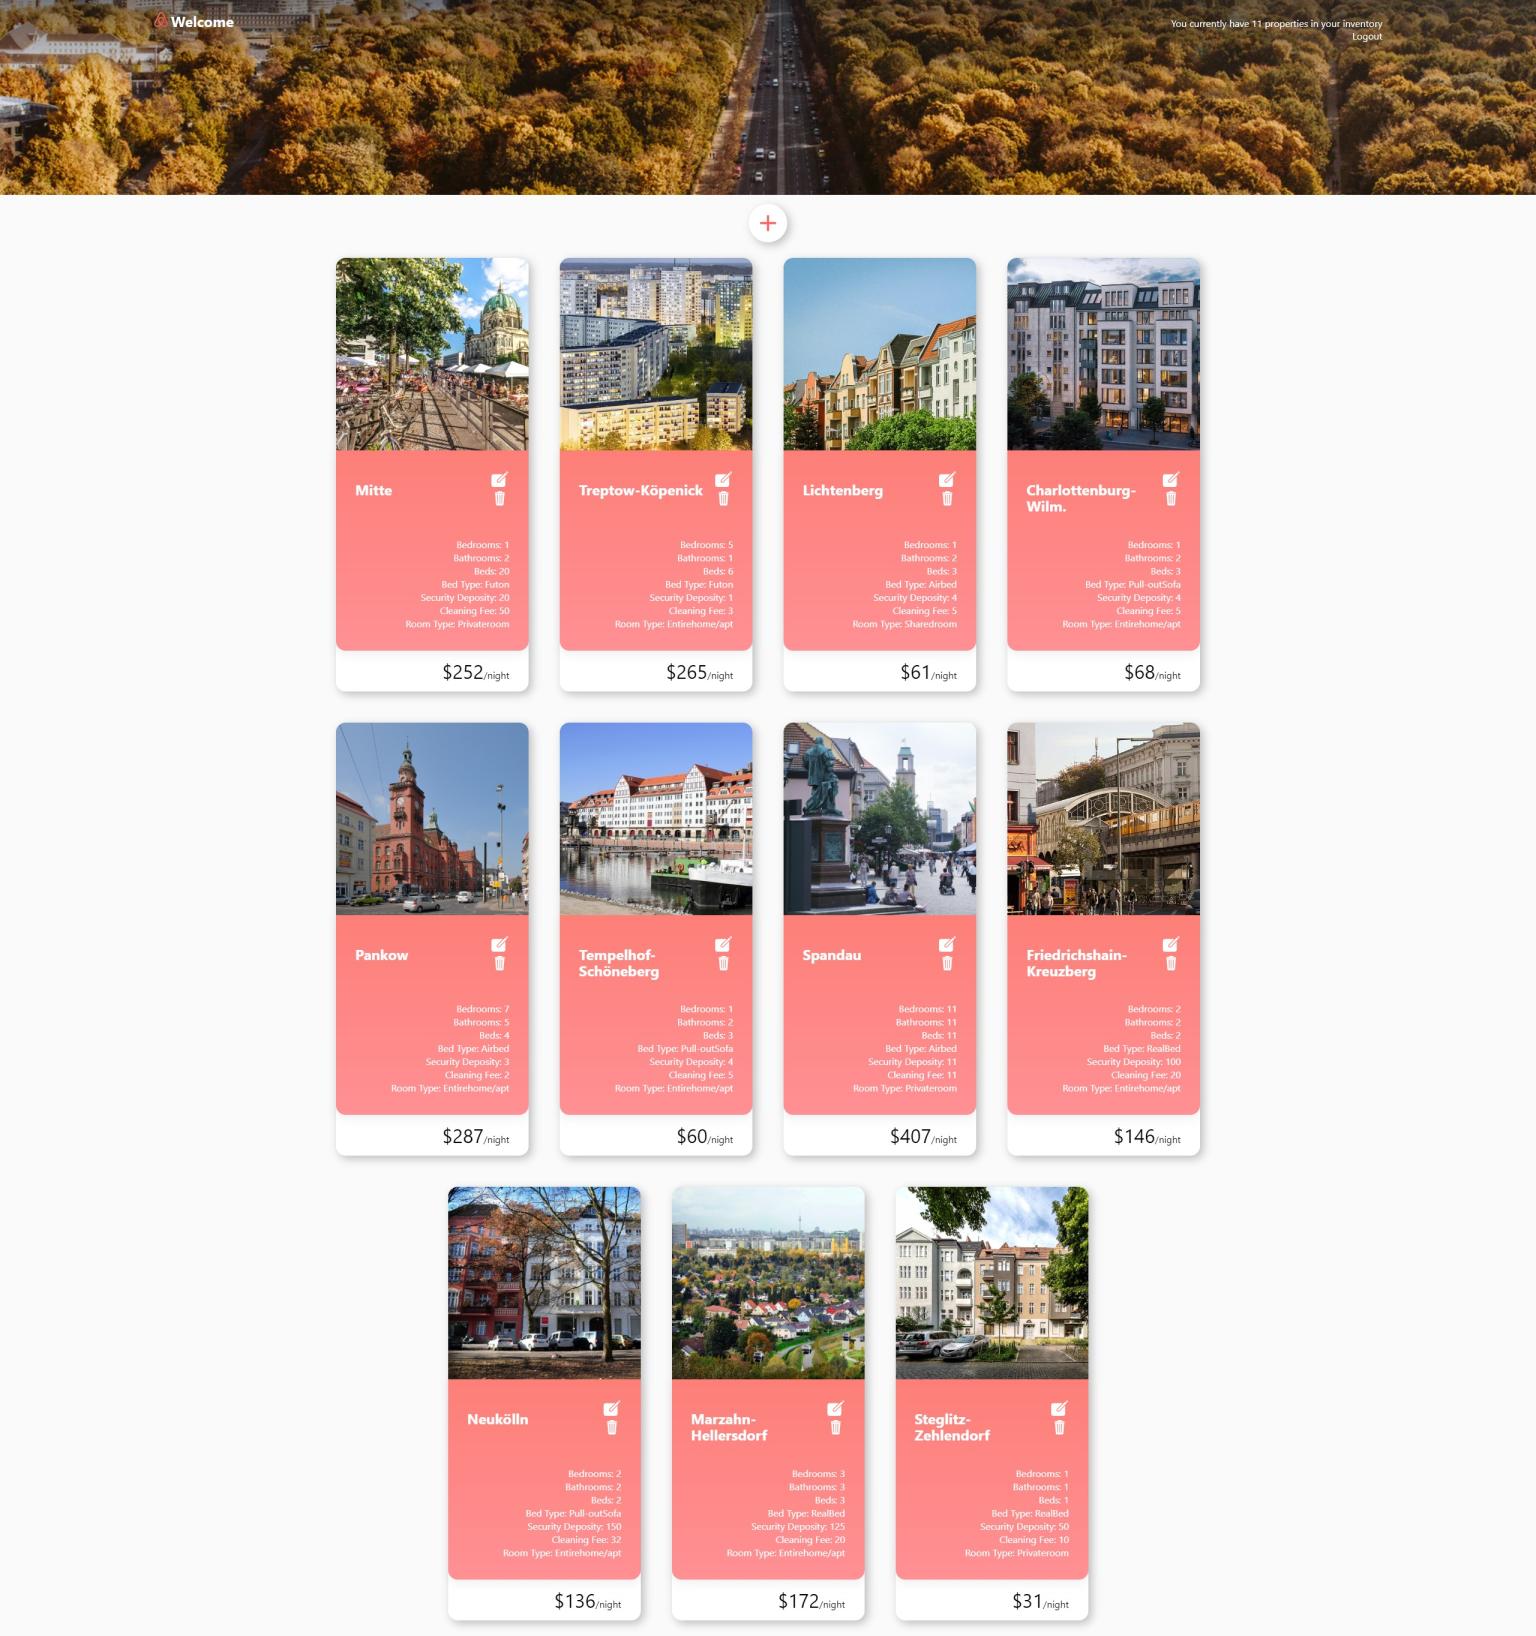 Welcome
You currently have 11 properties in your inventory
Logout
Mitte
Bedrooms: 1
Bathrooms: 2
Beds: 20
Bed Type: Futon
Security Deposity: 20
Cleaning Fee: 50
Room Type: Privateroom
$252/night
Treptow-Köpenick
Bedrooms: 5
Bathrooms: 1
Beds: 6
Bed Type: Futon
Security Deposity: 1
Cleaning Fee: 3
Room Type: Entirehome/apt
$265/night
Lichtenberg
Bedrooms: 1
Bathrooms: 2
Beds: 3
Bed Type: Airbed
Security Deposity: 4
Cleaning Fee: 5
Room Type: Sharedroom
$61/night
Charlottenburg-
Wilm.
Bedrooms: 1
Bathrooms: 2
Beds: 3
Bed Type: Pull-outSofa
Security Deposity: 4
Cleaning Fee: 5
Room Type: Entirehome/apt
$68/night
Pankow
Bedrooms: 7
Bathrooms: 5
Beds: 4
Bed Type: Airbed
Security Deposity: 3
Cleaning Fee: 2
Room Type: Entirehome/apt
$287/night
Tempelhof-
Schöneberg
Bedrooms: 1
Bathrooms: 2
Beds: 3
Bed Type: Pull-outSofa
Security Deposity: 4
Cleaning Fee: 5
Room Type: Entirehome/apt
$60/night
Spandau
Bedrooms: 11
Bathrooms: 11
Beds: 11
Bed Type: Airbed
Security Deposity: 11
Cleaning Fee: 11
Room Type: Privateroom
$407/night
Friedrichshain-
Kreuzberg
Bedrooms: 2
Bathrooms: 2
Beds: 2
Bed Type: RealBed
Security Deposity: 100
Cleaning Fee: 20
Room Type: Entirehome/apt
$146/night
Neukölln
Bedrooms: 2
Bathrooms: 2
Beds: 2
Bed Type: Pull-outSofa
Security Deposity: 150
Cleaning Fee: 32
Room Type: Entirehome/apt
$136/night
Marzahn-
Hellersdorf
Bedrooms: 3
Bathrooms: 3
Beds: 3
Bed Type: RealBed
Security Deposity: 125
Cleaning Fee: 20
Room Type: Entirehome/apt
$172/night
Steglitz-
Zehlendorf
Bedrooms: 1
Bathrooms: 1
Beds: 1
Bed Type: RealBed
Security Deposity: 50
Cleaning Fee: 10
Room Type: Privateroom
$31/night